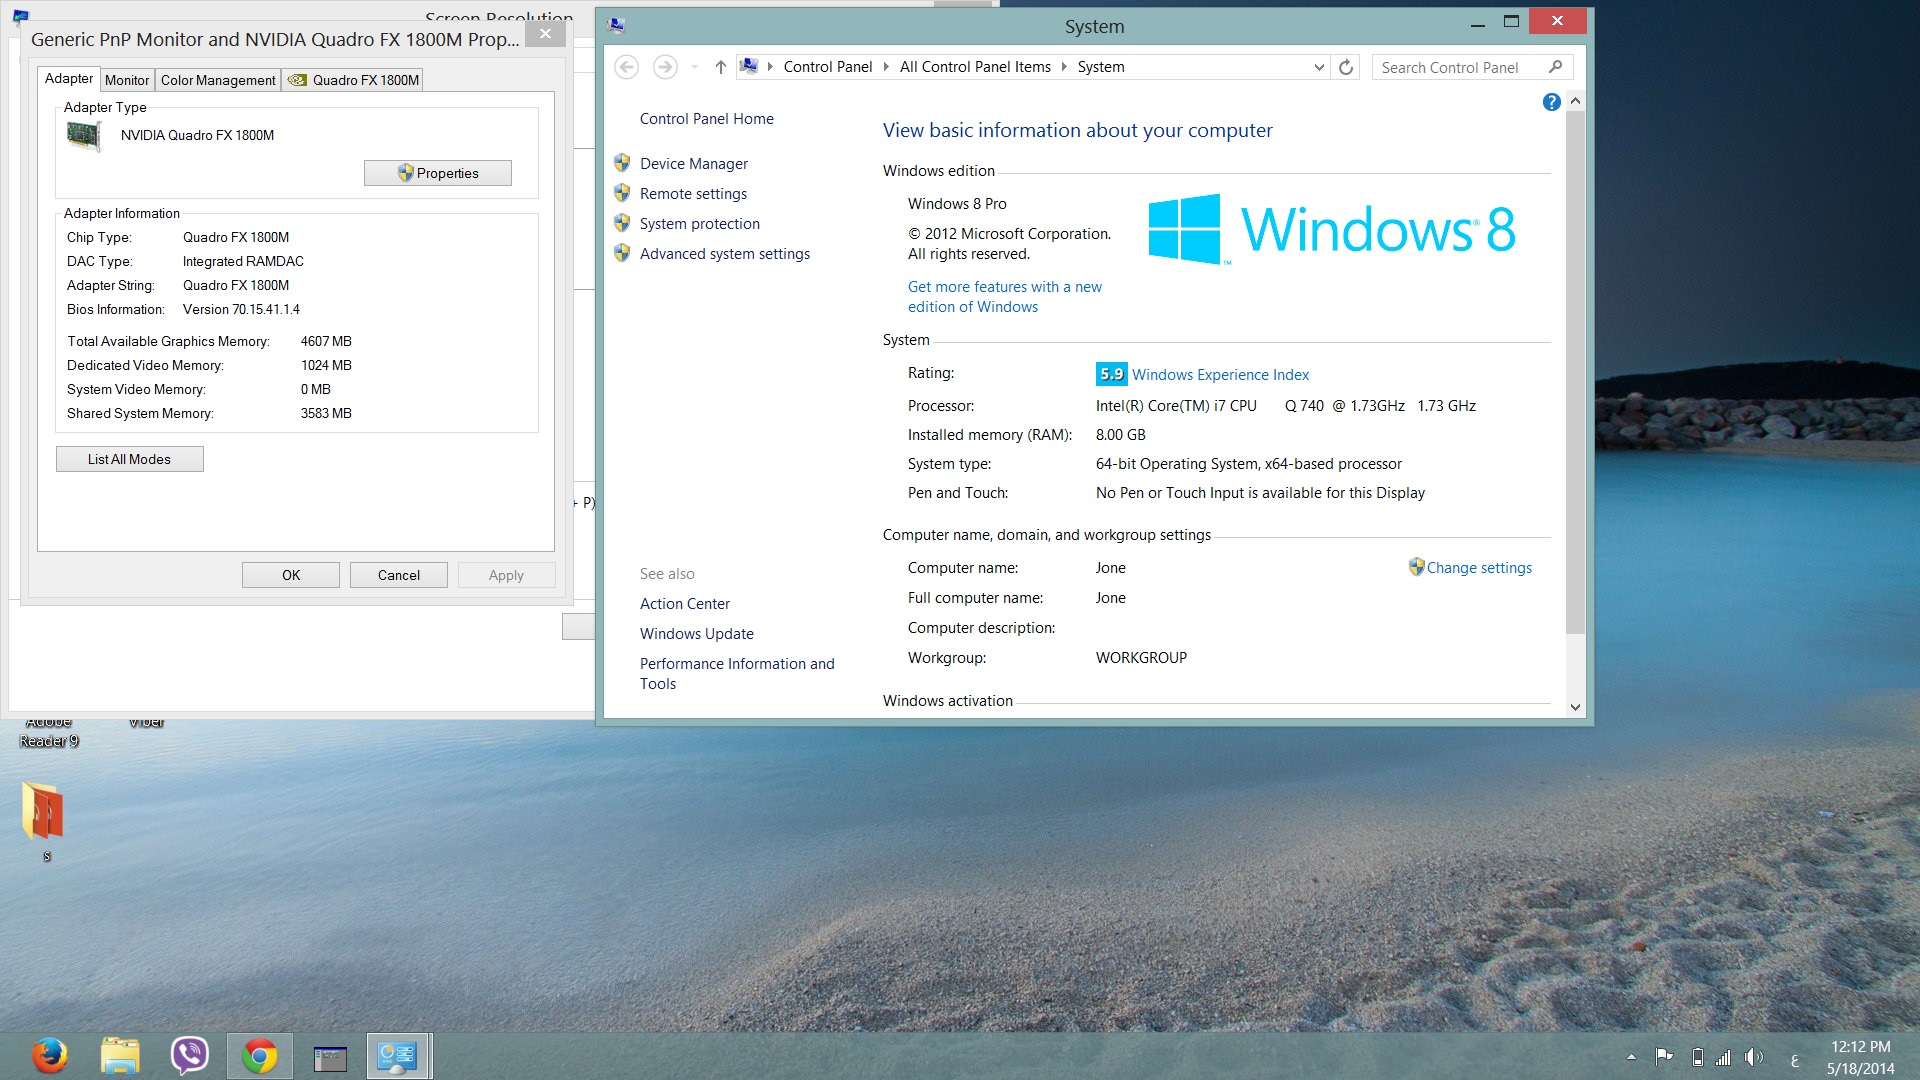 Screen Resolution
Generic PnP Monitor and NVIDIA Quadro FX 1800M Prop...
Adapter
Monitor
Color Management
Quadro FX 1800M
Adapter Type
NVIDIA Quadro FX 1800M
Properties
Adapter Information
Chip Type: Quadro FX 1800M
DAC Type: Integrated RAMDAC
Adapter String: Quadro FX 1800M
Bios Information: Version 70.15.41.1.4
Total Available Graphics Memory: 4607 MB
Dedicated Video Memory: 1024 MB
System Video Memory: 0 MB
Shared System Memory: 3583 MB
List All Modes
OK
Cancel
Apply
+ P)
System
Control Panel
All Control Panel Items
System
Search Control Panel
Control Panel Home
Device Manager
Remote settings
System protection
Advanced system settings
See also
Action Center
Windows Update
Performance Information and
Tools
?
View basic information about your computer
Windows edition
Windows 8 Pro
© 2012 Microsoft Corporation.
All rights reserved.
Get more features with a new
edition of Windows
Windows® 8
™
System
Rating: 5.9 Windows Experience Index
Processor: Intel(R) Core(TM) i7 CPU Q 740 @ 1.73GHz 1.73 GHz
Installed memory (RAM): 8.00 GB
System type: 64-bit Operating System, x64-based processor
Pen and Touch: No Pen or Touch Input is available for this Display
Computer name, domain, and workgroup settings
Computer name: Jone
Change settings
Full computer name: Jone
Computer description:
Workgroup: WORKGROUP
Windows activation
Adobe
Reader 9
Viber
s
ع
12:12 PM
5/18/2014